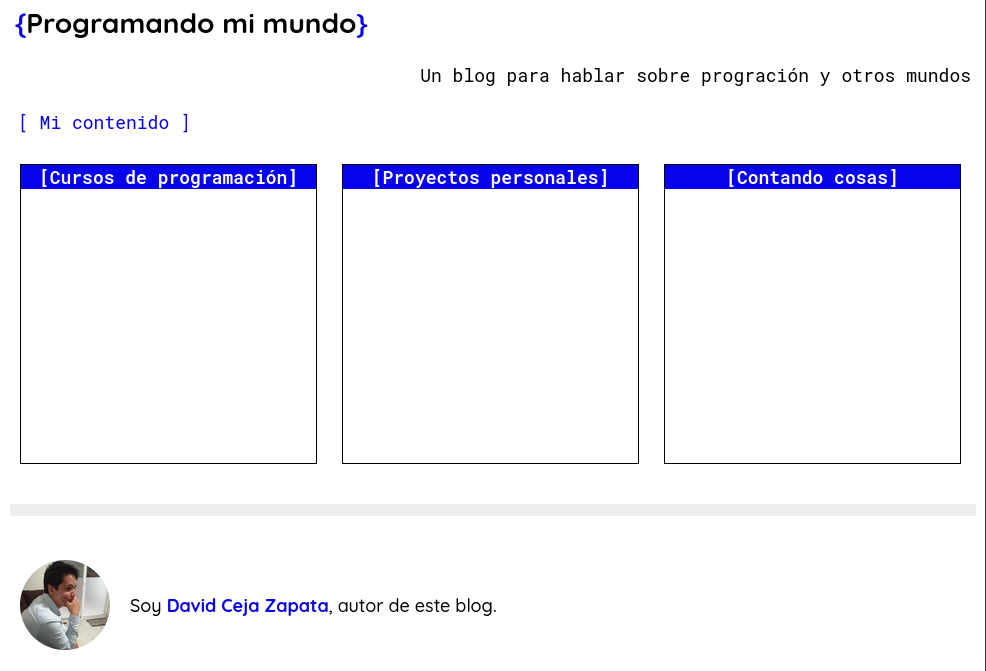 {Programando mi mundo}
Un blog para hablar sobre progración y otros mundos
[ Mi contenido ]
[Cursos de programación] [Proyectos personales] [Contando cosas]
Soy David Ceja Zapata, autor de este blog.